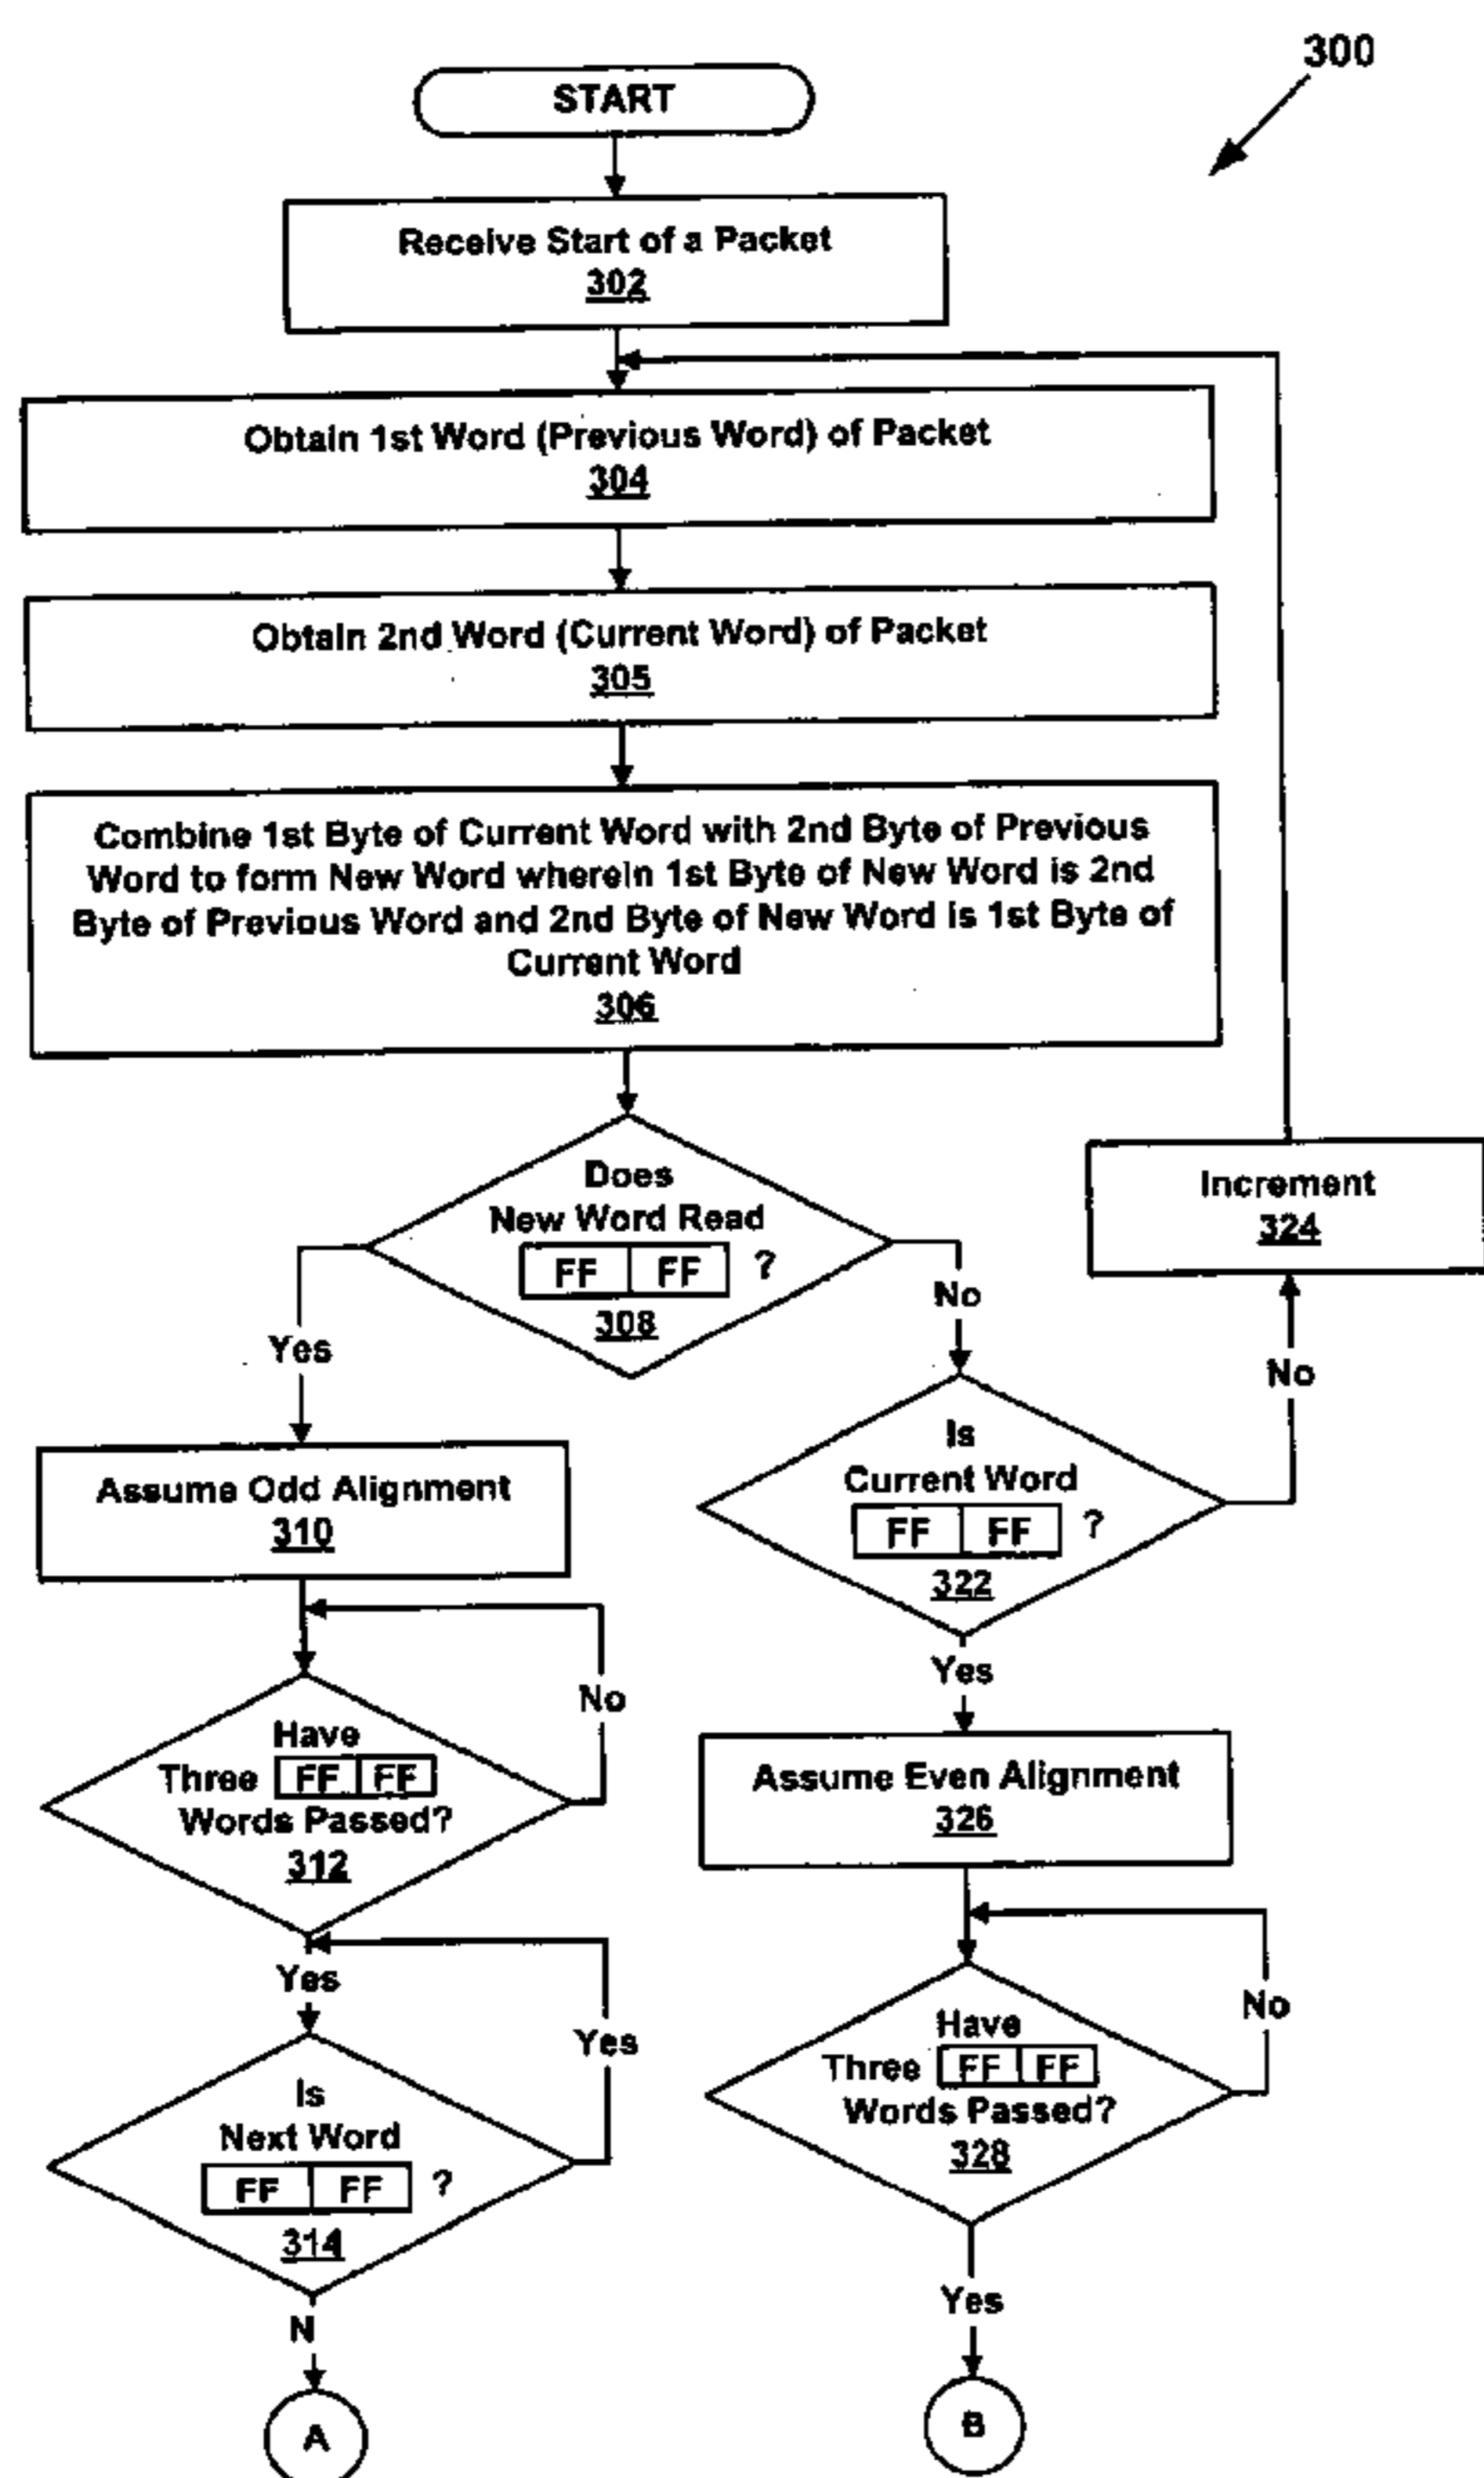 300
START
Receive Start of a Packet
302
Obtain 1st Word (Previous Word) of Packet
304
Obtain 2nd Word (Current Word) of Packet
305
Combine 1st Byte of Current Word with 2nd Byte of Previous
Word to form New Word wherein 1st Byte of New Word is 2nd
Byte of Previous Word and 2nd Byte of New Word is 1st Byte of
Current Word
306
Does
New Word Read
FF FF ?
308
Yes
No
Increment
324
No
Is
Current Word
FF FF ?
322
Yes
Assume Odd Alignment
310
No
Have
Three FF FF
Words Passed?
312
Yes
Assume Even Alignment
326
No
Have
Three FF FF
Words Passed?
328
Yes
Yes
Is
Next Word
FF FF ?
314
N
A
B